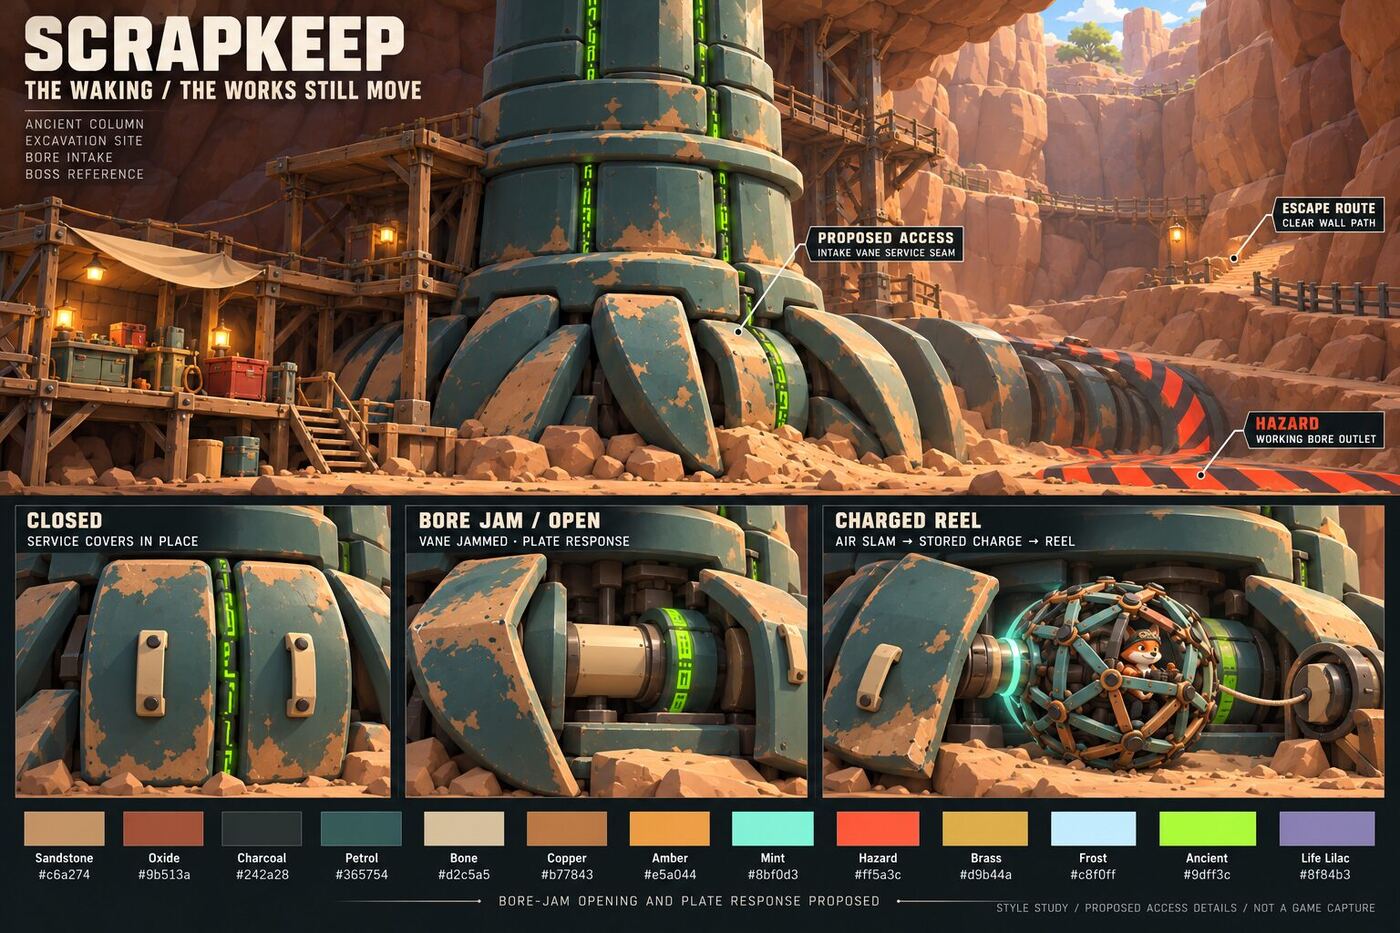 SCRAPKEEP
THE WAKING / THE WORKS STILL MOVE
ANCIENT COLUMN
EXCAVATION SITE
BORE INTAKE
BOSS REFERENCE
PROPOSED ACCESS
INTAKE VANE SERVICE SEAM
ESCAPE ROUTE
CLEAR WALL PATH
HAZARD
WORKING BORE OUTLET
CLOSED
SERVICE COVERS IN PLACE
BORE JAM / OPEN
VANE JAMMED · PLATE RESPONSE
CHARGED REEL
AIR SLAM → STORED CHARGE → REEL
Sandstone
#c6a274
Oxide
#9b513a
Charcoal
#242a28
Petrol
#365754
Bone
#d2c5a5
Copper
#b77843
Amber
#e5a044
Mint
#8bf0d3
Hazard
#ff5a3c
Brass
#d9b44a
Frost
#c8f0ff
Ancient
#9dff3c
Life Lilac
#8f84b3
BORE-JAM OPENING AND PLATE RESPONSE PROPOSED
STYLE STUDY / PROPOSED ACCESS DETAILS / NOT A GAME CAPTURE